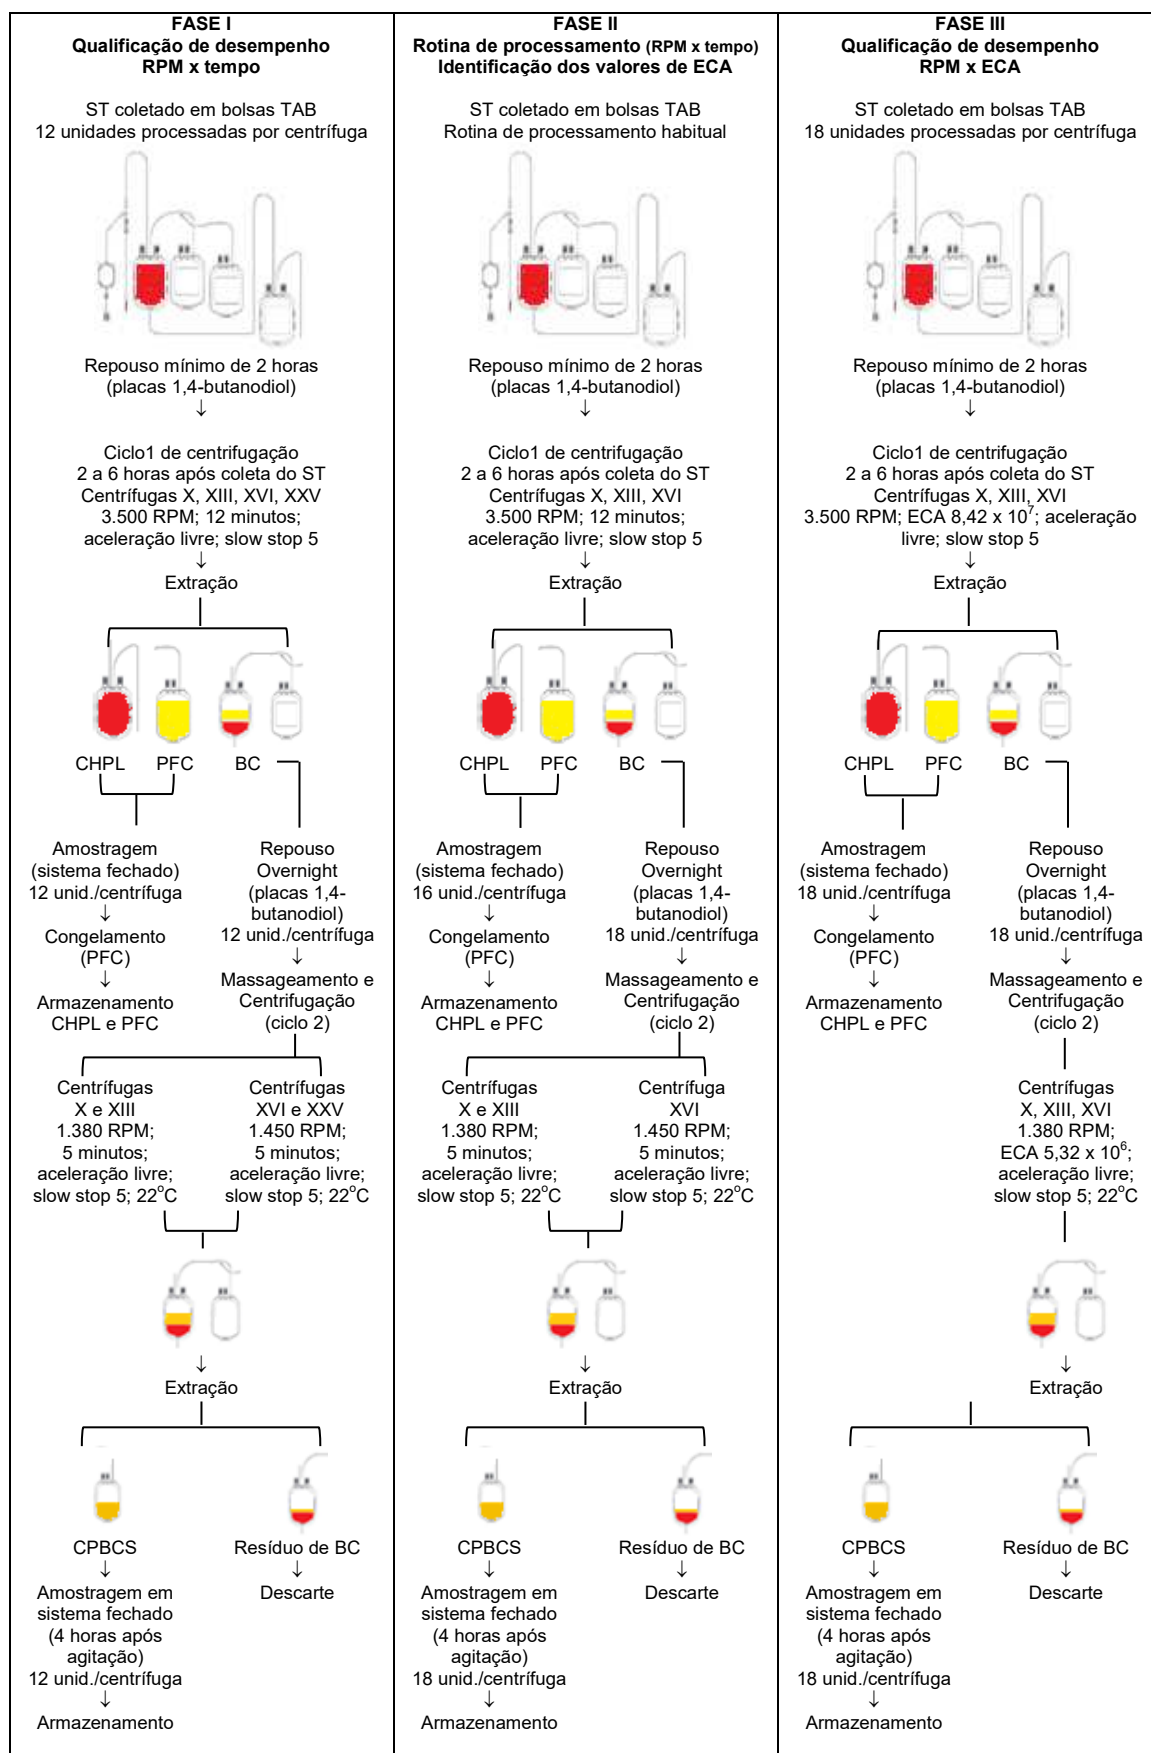 FASE I
Qualificação de desempenho
RPM x tempo
ST coletado em bolsas TAB
12 unidades processadas por centrífuga
Repouso mínimo de 2 horas
(placas 1,4-butanodiol)
↓
Ciclo1 de centrifugação
2 a 6 horas após coleta do ST
Centrífugas X, XIII, XVI, XXV
3.500 RPM; 12 minutos;
aceleração livre; slow stop 5
↓
Extração
CHPL PFC BC
Amostragem
(sistema fechado)
12 unid./centrífuga
↓
Congelamento
(PFC)
↓
Armazenamento
CHPL e PFC
Repouso
Overnight
(placas 1,4-
butanodiol)
12 unid./centrífuga
↓
Massageamento e
Centrifugação
(ciclo 2)
Centrífugas
X e XIII
1.380 RPM;
5 minutos;
aceleração livre;
slow stop 5; 22°C
Centrífugas
XVI e XXV
1.450 RPM;
5 minutos;
aceleração livre;
slow stop 5; 22°C
↓
Extração
CPBCS
↓
Amostragem em
sistema fechado
(4 horas após
agitação)
12 unid./centrífuga
↓
Armazenamento
Resíduo de BC
↓
Descarte
FASE II
Rotina de processamento (RPM x tempo)
Identificação dos valores de ECA
ST coletado em bolsas TAB
Rotina de processamento habitual
Repouso mínimo de 2 horas
(placas 1,4-butanodiol)
↓
Ciclo1 de centrifugação
2 a 6 horas após coleta do ST
Centrífugas X, XIII, XVI
3.500 RPM; 12 minutos;
aceleração livre; slow stop 5
↓
Extração
CHPL PFC BC
Amostragem
(sistema fechado)
16 unid./centrífuga
↓
Congelamento
(PFC)
↓
Armazenamento
CHPL e PFC
Repouso
Overnight
(placas 1,4-
butanodiol)
18 unid./centrífuga
↓
Massageamento e
Centrifugação
(ciclo 2)
Centrífugas
X e XIII
1.380 RPM;
5 minutos;
aceleração livre;
slow stop 5; 22°C
Centrífuga
XVI
1.450 RPM;
5 minutos;
aceleração livre;
slow stop 5; 22°C
↓
Extração
CPBCS
↓
Amostragem em
sistema fechado
(4 horas após
agitação)
18 unid./centrífuga
↓
Armazenamento
Resíduo de BC
↓
Descarte
FASE III
Qualificação de desempenho
RPM x ECA
ST coletado em bolsas TAB
18 unidades processadas por centrífuga
Repouso mínimo de 2 horas
(placas 1,4-butanodiol)
↓
Ciclo1 de centrifugação
2 a 6 horas após coleta do ST
Centrífugas X, XIII, XVI
3.500 RPM; ECA 8,42 x 10⁷; aceleração
livre; slow stop 5
↓
Extração
CHPL PFC BC
Amostragem
(sistema fechado)
18 unid./centrífuga
↓
Congelamento
(PFC)
↓
Armazenamento
CHPL e PFC
Repouso
Overnight
(placas 1,4-
butanodiol)
18 unid./centrífuga
↓
Massageamento e
Centrifugação
(ciclo 2)
Centrífugas
X, XIII, XVI
1.380 RPM;
ECA 5,32 x 10⁶;
aceleração livre;
slow stop 5; 22°C
↓
Extração
CPBCS
↓
Amostragem em
sistema fechado
(4 horas após
agitação)
18 unid./centrífuga
↓
Armazenamento
Resíduo de BC
↓
Descarte